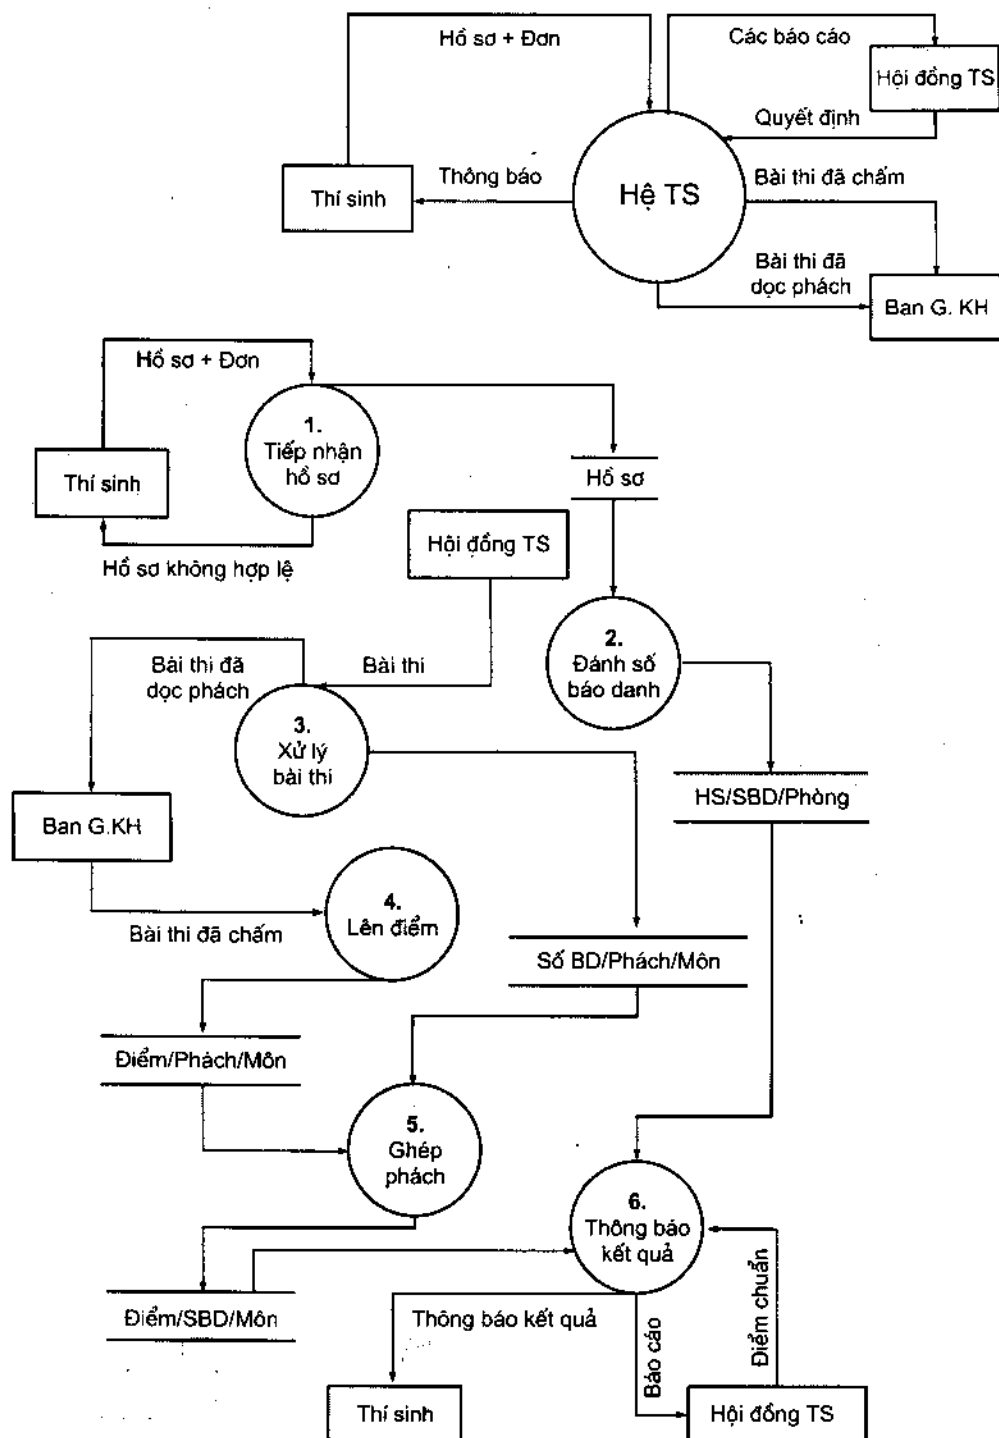 Hồ sơ + Đơn
Các báo cáo
Hội đồng TS
Quyết định
Thí sinh
Thông báo
Hệ TS
Bài thi đã chấm
Bài thi đã
dọc phách
Ban G. KH
Hồ sơ + Đơn
1.
Tiếp nhận
hồ sơ
Thí sinh
Hồ sơ
Hội đồng TS
Hồ sơ không hợp lệ
2.
Đánh số
báo danh
Bài thi đã
dọc phách
Bài thi
3.
Xử lý
bài thi
HS/SBD/Phòng
Ban G.KH
4.
Lên điểm
Bài thi đã chấm
Số BD/Phách/Môn
Điểm/Phách/Môn
5.
Ghép
phách
6.
Thông báo
kết quả
Điểm/SBD/Môn
Thông báo kết quả
Báo cáo
Điểm chuẩn
Thí sinh
Hội đồng TS